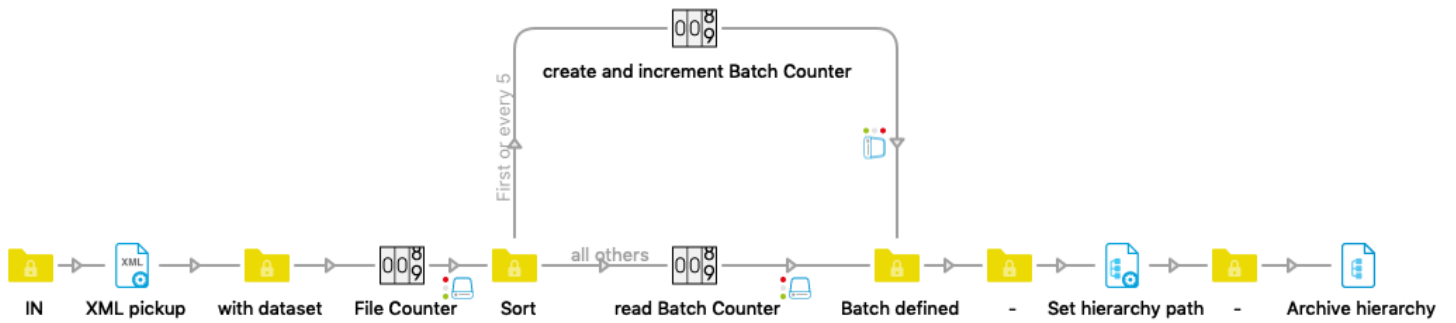 create and increment Batch Counter
First or every 5
all others
XML
IN
XML pickup
with dataset
File Counter
Sort
read Batch Counter
Batch defined
-
Set hierarchy path
-
Archive hierarchy